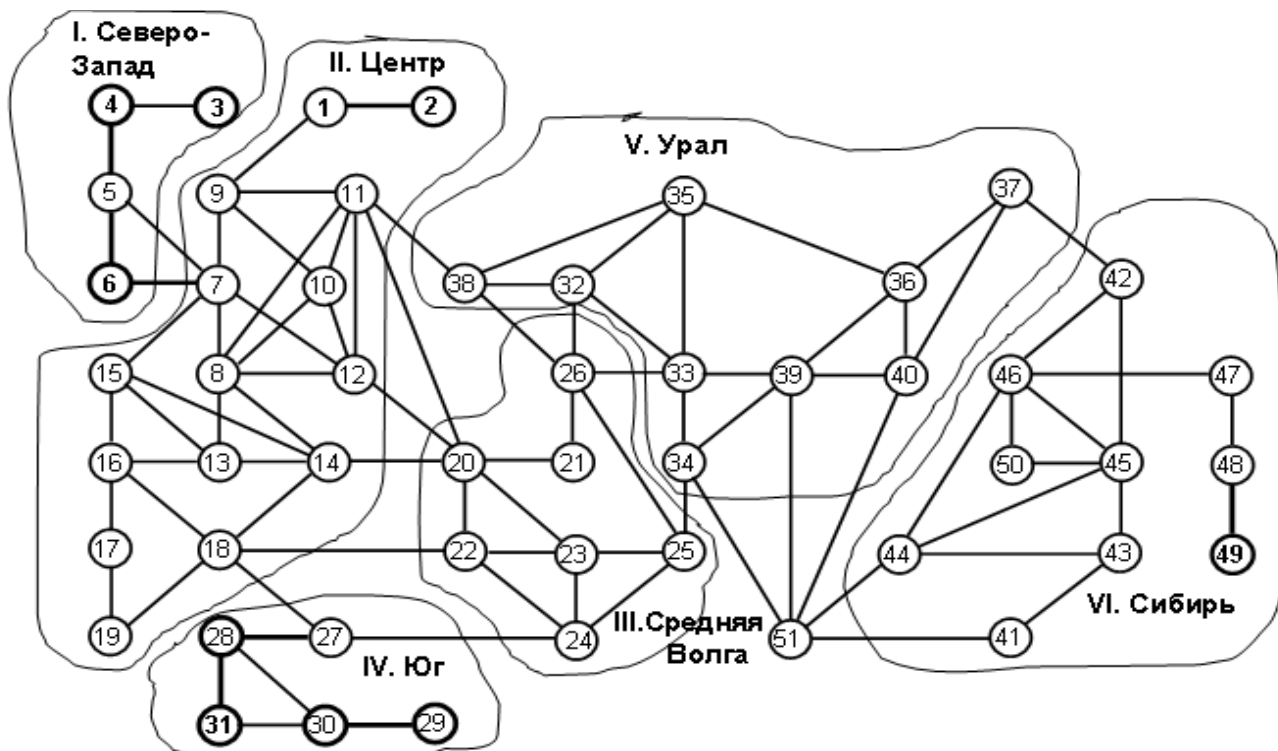 I. Северо-
Запад
II. Центр
4 3 1 2
V. Урал
5 9 11 35 37
6 7 10 38 32 36 42
15 8 12 26 33 39 40 46 47
16 13 14 20 21 34 50 45 48
17 18 22 23 25 44 43 49
19 28 27 24 III.Средняя
Волга
51 41
VI. Сибирь
IV. Юг
31 30 29